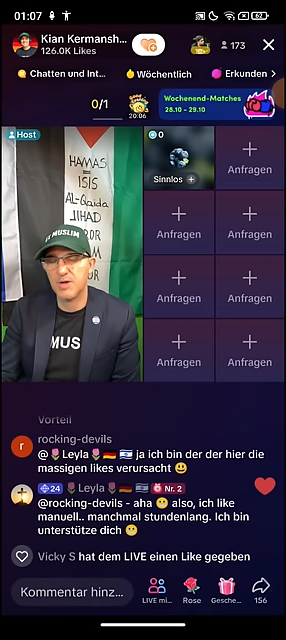 01:07
62
Kian Kermansh...
126.0K Likes
173
Chatten und Int...
Wöchentlich
Erkunden
0/1
20:06
Wochenend-Matches
28.10 - 29.10
Host
HAMAS
=
ISIS
AL-Qaida
JIHAD
MUSLIM
MUS
0
Sinnlos +
Anfragen
Anfragen
Anfragen
Anfragen
Anfragen
Anfragen
Anfragen
Vorteil
rocking-devils
@🌷Leyla🌷🇩🇪 🇮🇱 ja ich bin der der hier die
massigen likes verursacht 😃
24 🌷Leyla🌷🇩🇪 🇮🇱 Nr. 2
@rocking-devils - aha 😬 also, ich like
manuell.. manchmal stundenlang. Ich bin
unterstütze dich 😬
Vicky S hat dem LIVE einen Like gegeben
Kommentar hinz...
LIVE mi...
Rose
Gesche...
156